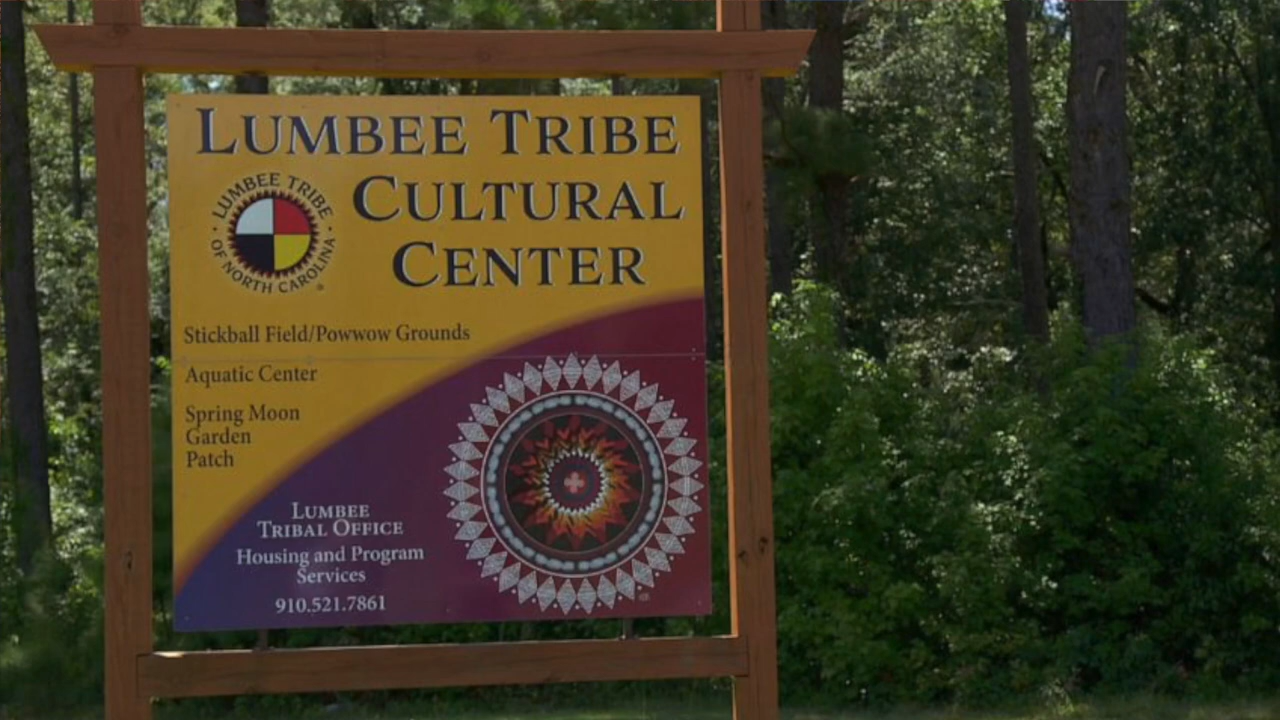 LUMBEE TRIBE
CULTURAL
CENTER
LUMBEE TRIBE
OF NORTH CAROLINA
Stickball Field/Powwow Grounds
Aquatic Center
Spring Moon
Garden
Patch
LUMBEE
TRIBAL OFFICE
Housing and Program
Services
910.521.7861